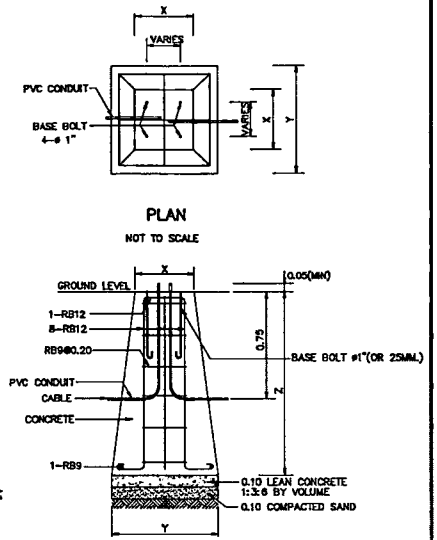 X
VARIES
PVC CONDUIT
BASE BOLT
4-ø 1"
VARIES
X
Y
PLAN
NOT TO SCALE
X
0.05(MIN)
GROUND LEVEL
1-RB12
8-RB12
0.75
RB9@0.20
BASE BOLT ø1"(OR 25MM.)
Z
PVC CONDUIT
CABLE
CONCRETE
1-RB9
0.10 LEAN CONCRETE
1:3:6 BY VOLUME
0.10 COMPACTED SAND
Y